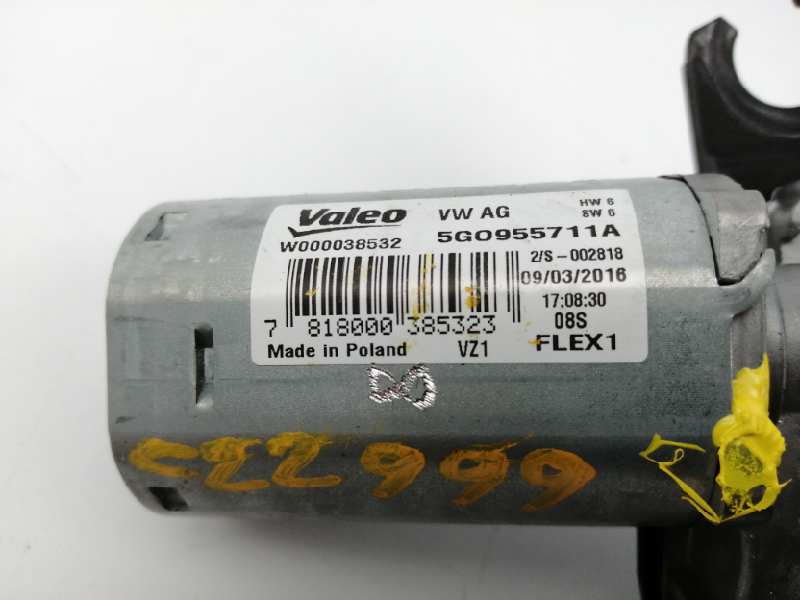 Valeo VW AG HW 6
SW 6
W000038532 5G0955711A
2/S-002818
09/03/2016
17:08:30
7 818000 385323 08S
Made in Poland VZ1 FLEX1